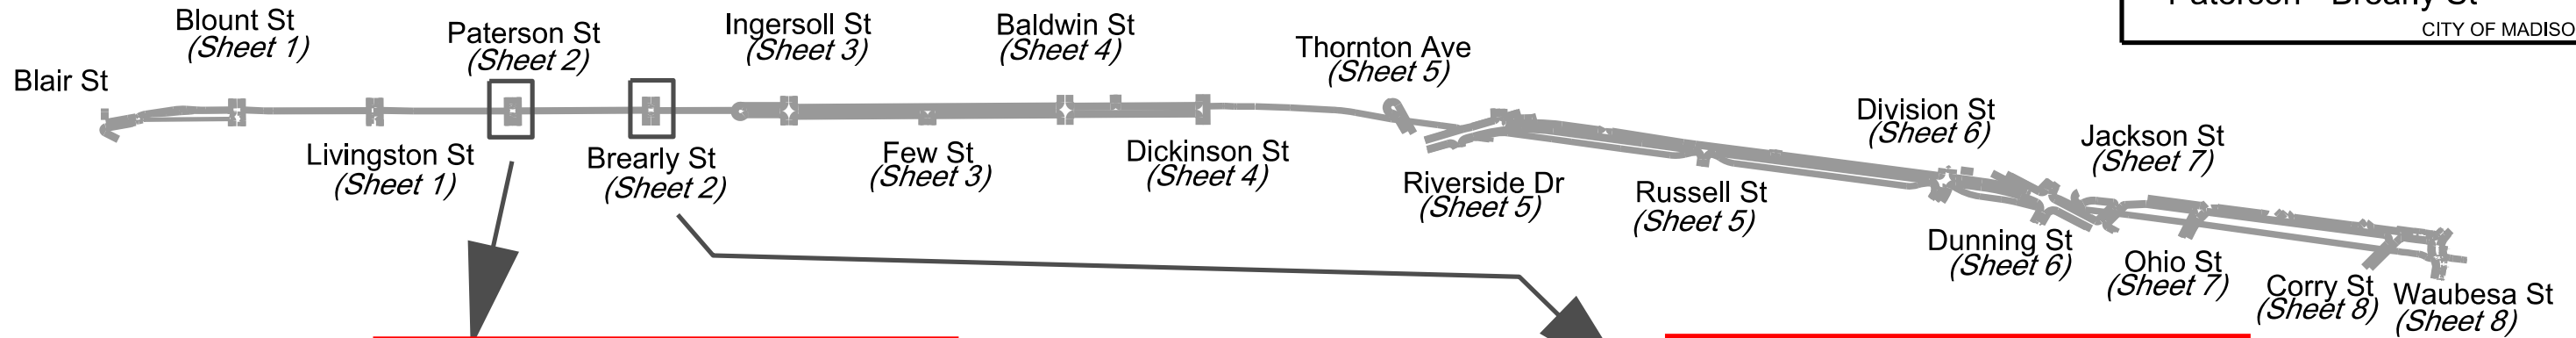 Blount St
(Sheet 1)
Paterson St
(Sheet 2)
Ingersoll St
(Sheet 3)
Baldwin St
(Sheet 4)
Thornton Ave
(Sheet 5)
CITY OF MADISO
Blair St
Livingston St
(Sheet 1)
Brearly St
(Sheet 2)
Few St
(Sheet 3)
Dickinson St
(Sheet 4)
Riverside Dr
(Sheet 5)
Russell St
(Sheet 5)
Division St
(Sheet 6)
Jackson St
(Sheet 7)
Dunning St
(Sheet 6)
Ohio St
(Sheet 7)
Corry St
(Sheet 8)
Waubesa St
(Sheet 8)